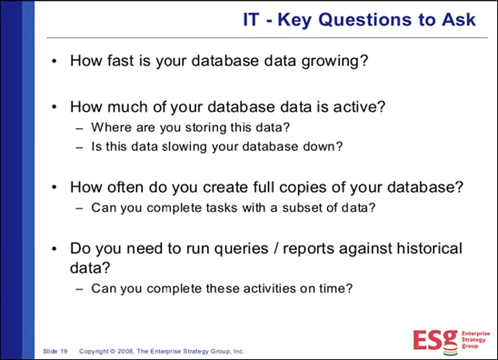 IT - Key Questions to Ask
• How fast is your database data growing?
• How much of your database data is active?
– Where are you storing this data?
– Is this data slowing your database down?
• How often do you create full copies of your database?
– Can you complete tasks with a subset of data?
• Do you need to run queries / reports against historical
data?
– Can you complete these activities on time?
Slide 19 Copyright © 2008, The Enterprise Strategy Group, Inc.
ESG Enterprise
Strategy
Group